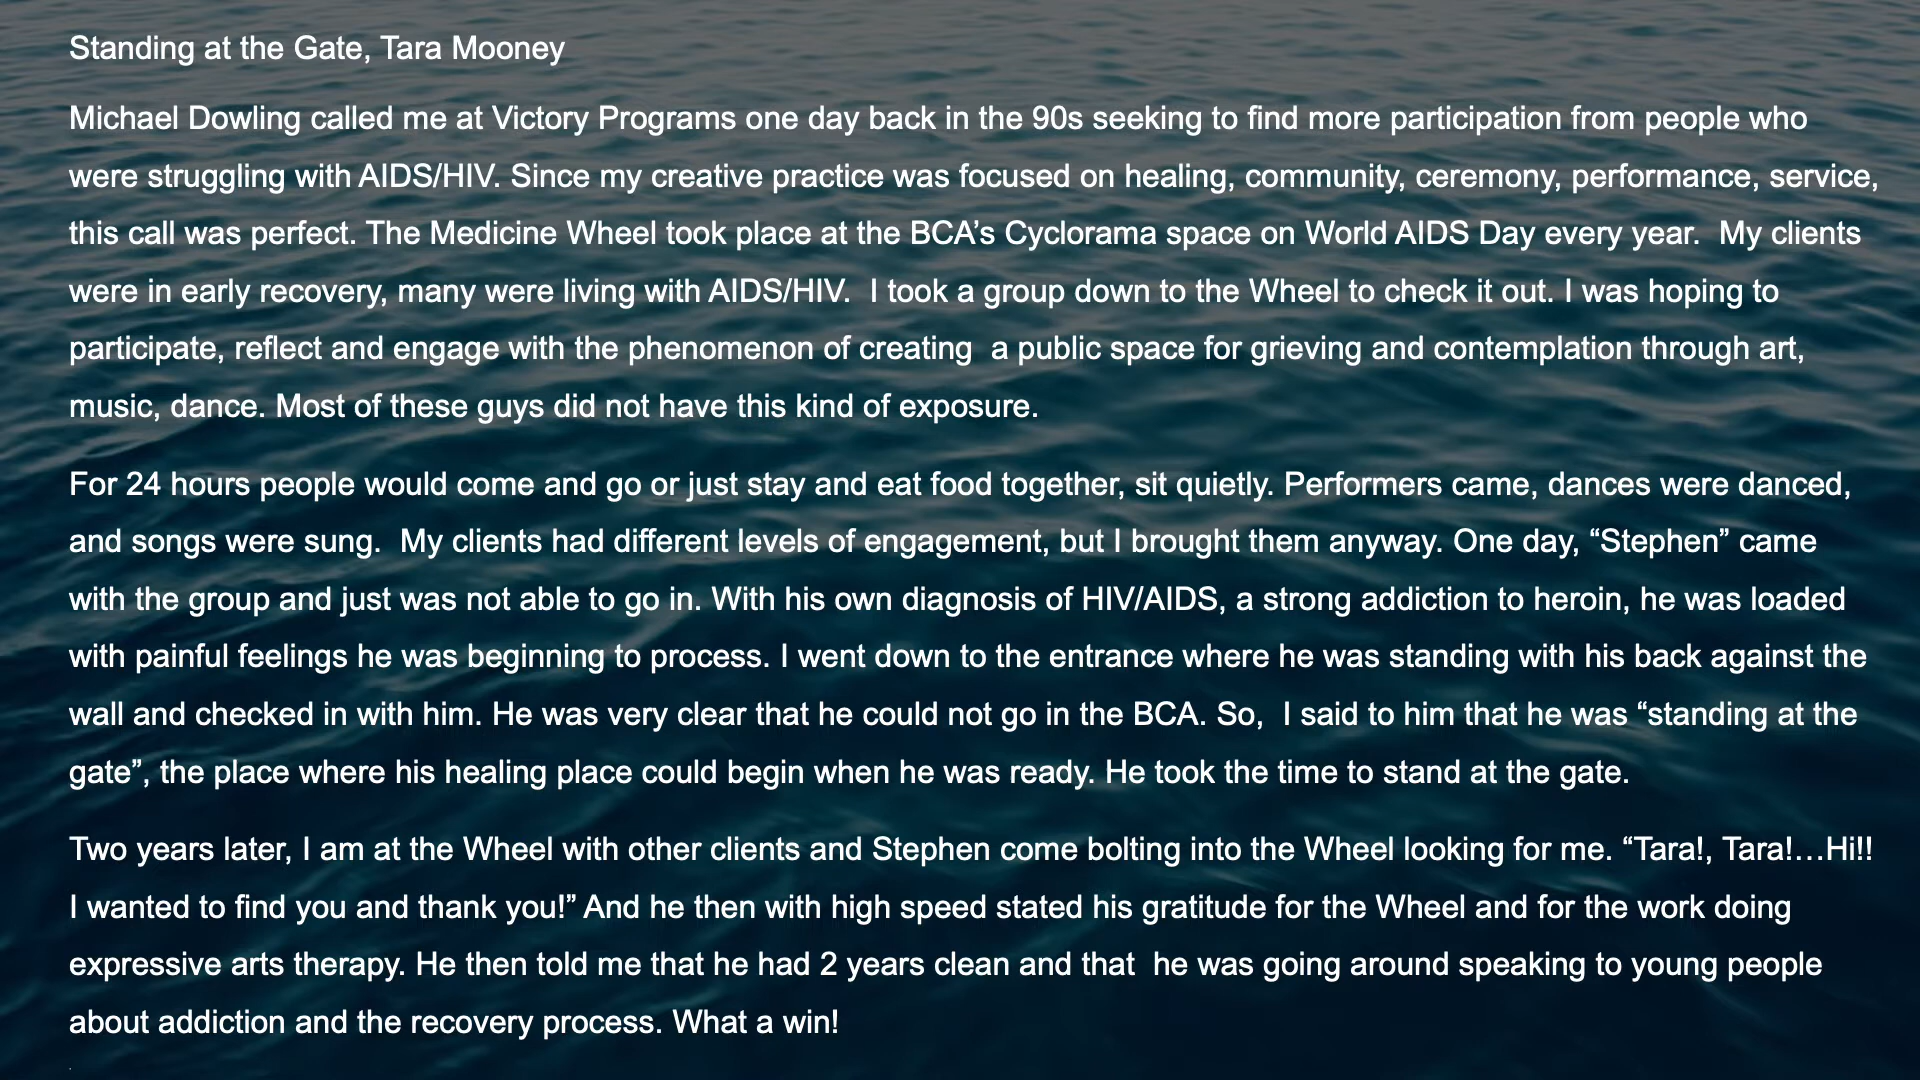 Standing at the Gate, Tara Mooney
Michael Dowling called me at Victory Programs one day back in the 90s seeking to find more participation from people who
were struggling with AIDS/HIV. Since my creative practice was focused on healing, community, ceremony, performance, service,
this call was perfect. The Medicine Wheel took place at the BCA’s Cyclorama space on World AIDS Day every year.  My clients
were in early recovery, many were living with AIDS/HIV.  I took a group down to the Wheel to check it out. I was hoping to
participate, reflect and engage with the phenomenon of creating  a public space for grieving and contemplation through art,
music, dance. Most of these guys did not have this kind of exposure.
For 24 hours people would come and go or just stay and eat food together, sit quietly. Performers came, dances were danced,
and songs were sung.  My clients had different levels of engagement, but I brought them anyway. One day, “Stephen” came
with the group and just was not able to go in. With his own diagnosis of HIV/AIDS, a strong addiction to heroin, he was loaded
with painful feelings he was beginning to process. I went down to the entrance where he was standing with his back against the
wall and checked in with him. He was very clear that he could not go in the BCA. So,  I said to him that he was “standing at the
gate”, the place where his healing place could begin when he was ready. He took the time to stand at the gate.
Two years later, I am at the Wheel with other clients and Stephen come bolting into the Wheel looking for me. “Tara!, Tara!…Hi!!
I wanted to find you and thank you!” And he then with high speed stated his gratitude for the Wheel and for the work doing
expressive arts therapy. He then told me that he had 2 years clean and that  he was going around speaking to young people
about addiction and the recovery process. What a win!
.